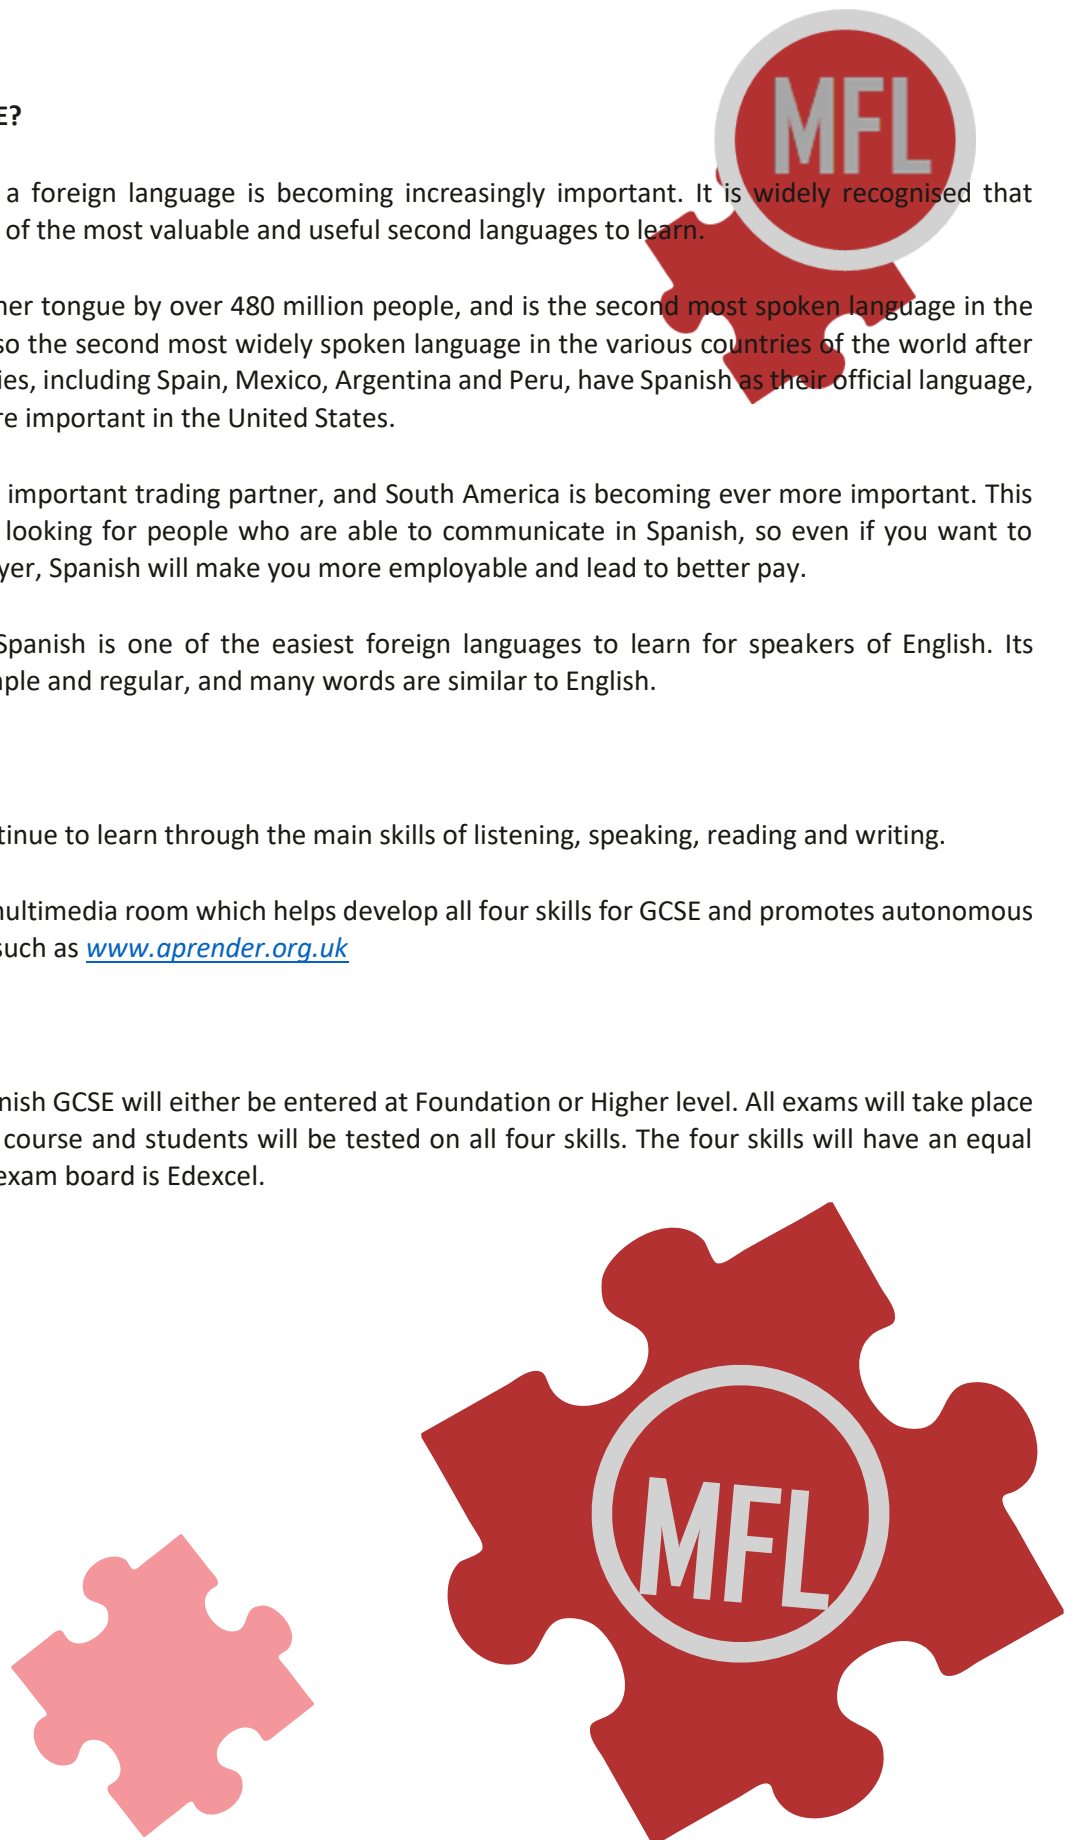 MFL
E?
a foreign language is becoming increasingly important. It is widely recognised that
of the most valuable and useful second languages to learn.
her tongue by over 480 million people, and is the second most spoken language in the
so the second most widely spoken language in the various countries of the world after
ies, including Spain, Mexico, Argentina and Peru, have Spanish as their official language,
re important in the United States.
important trading partner, and South America is becoming ever more important. This
looking for people who are able to communicate in Spanish, so even if you want to
yer, Spanish will make you more employable and lead to better pay.
Spanish is one of the easiest foreign languages to learn for speakers of English. Its
mple and regular, and many words are similar to English.
tinue to learn through the main skills of listening, speaking, reading and writing.
multimedia room which helps develop all four skills for GCSE and promotes autonomous
such as www.aprender.org.uk
nish GCSE will either be entered at Foundation or Higher level. All exams will take place
course and students will be tested on all four skills. The four skills will have an equal
exam board is Edexcel.
MFL